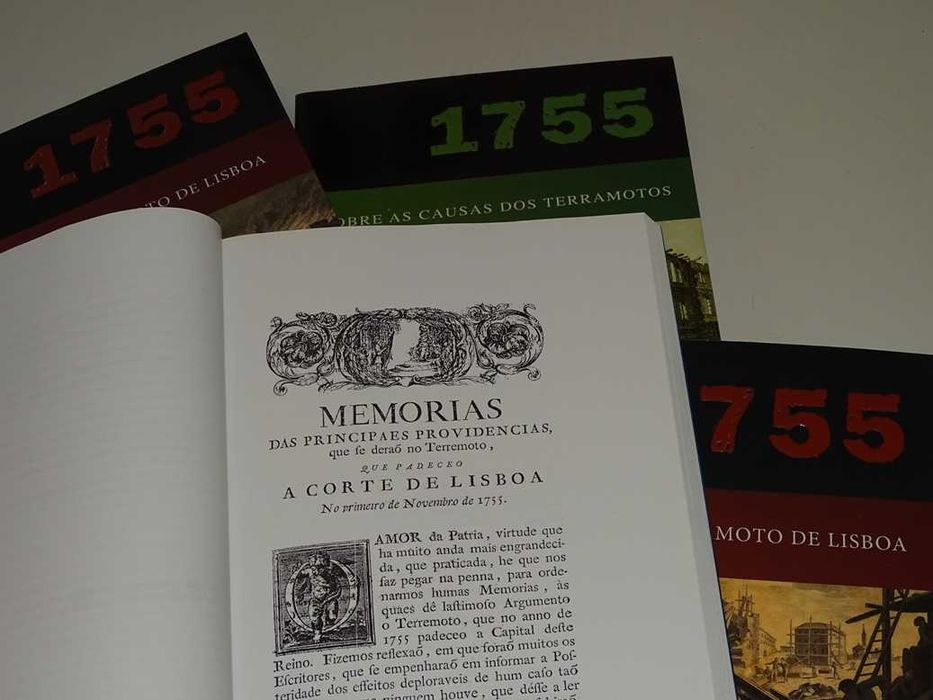 1755
TO DE LISBOA
1755
OBRE AS CAUSAS DOS TERRAMOTOS
MEMORIAS
DAS PRINCIPAES PROVIDENCIAS,
que ſe deraõ no Terremoto,
QUE PADECEO
A CORTE DE LISBOA
No primeiro de Novembro de 1755.
O AMOR da Patria, virtude que
ha muito anda mais engrandeci-
da, que praticada, he que nos
faz pegar na penna, para orde-
narmos humas Memorias, às
quaes dê laſtimoſo Argumento
o Terremoto, que no anno de
1755 padeceo a Capital deſte
Reino. Fizemos reflexaõ, em que foraõ muitos os
Eſcritores, que ſe empenharaõ em informar a Poſ-
teridade dos effeitos deploraveis de hum caſo taõ
ninguem houve, que déſſe a ler
755
MOTO DE LISBOA